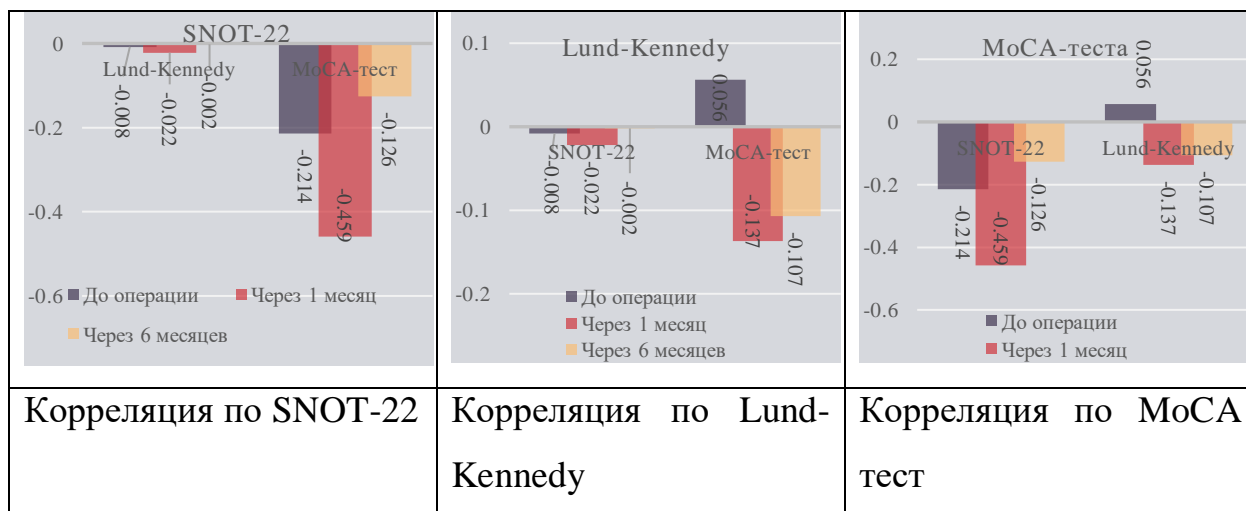 SNOT-22
0
-0.2
-0.4
-0.6
Lund-Kennedy
MoCA-тест
-0.008
-0.022
-0.002
-0.214
-0.459
-0.126
До операции
Через 1 месяц
Через 6 месяцев
Lund-Kennedy
0.1
0
-0.1
-0.2
SNOT-22
MoCA-тест
-0.008
-0.022
-0.002
0.056
-0.137
-0.107
До операции
Через 1 месяц
Через 6 месяцев
MoCA-теста
0.2
0
-0.2
-0.4
-0.6
SNOT-22
Lund-Kennedy
-0.214
-0.459
-0.126
0.056
-0.137
-0.107
До операции
Через 1 месяц
Корреляция по SNOT-22
Корреляция по Lund-
Kennedy
Корреляция по MoCA
тест